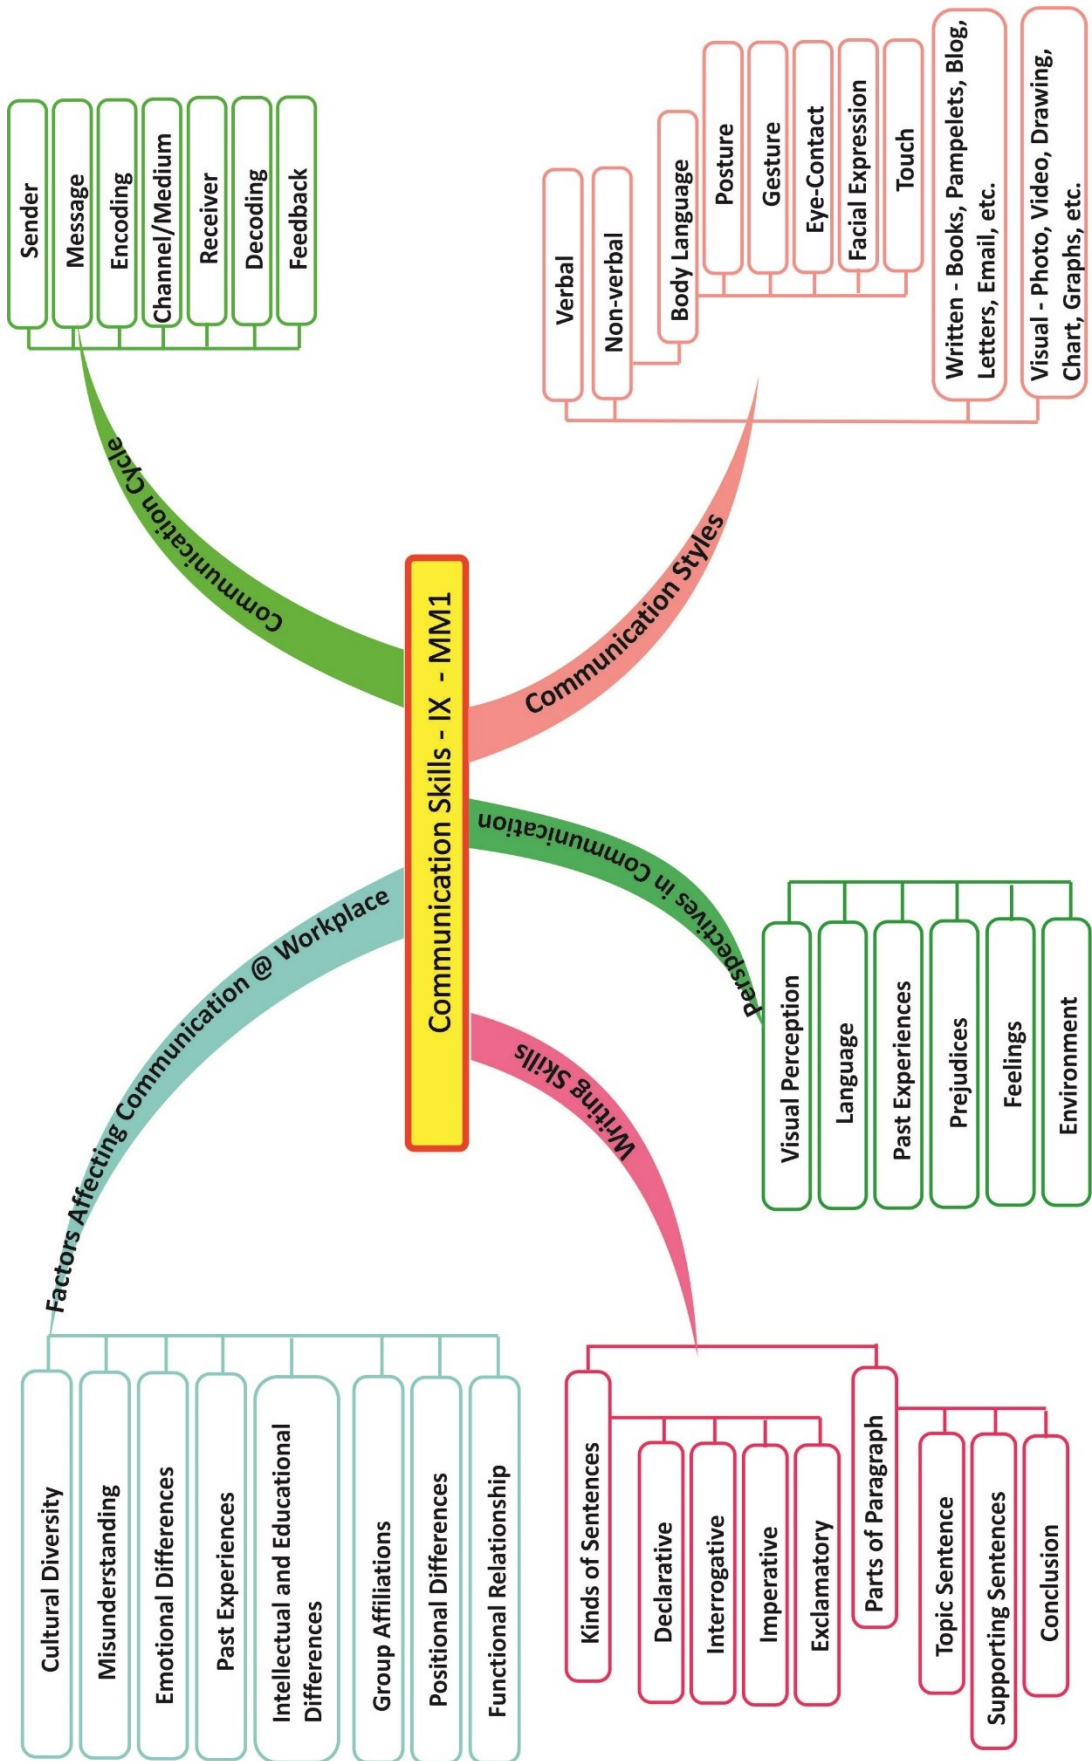 Communication Skills - IX - MM1
Communication Cycle
Sender
Message
Encoding
Channel/Medium
Receiver
Decoding
Feedback
Communication Styles
Verbal
Non-verbal
Body Language
Posture
Gesture
Eye-Contact
Facial Expression
Touch
Written - Books, Pampelets, Blog,
Letters, Email, etc.
Visual - Photo, Video, Drawing,
Chart, Graphs, etc.
Perspectives in Communication
Visual Perception
Language
Past Experiences
Prejudices
Feelings
Environment
Writing Skills
Kinds of Sentences
Declarative
Interrogative
Imperative
Exclamatory
Parts of Paragraph
Topic Sentence
Supporting Sentences
Conclusion
Factors Affecting Communication @ Workplace
Cultural Diversity
Misunderstanding
Emotional Differences
Past Experiences
Intellectual and Educational
Differences
Group Affiliations
Positional Differences
Functional Relationship